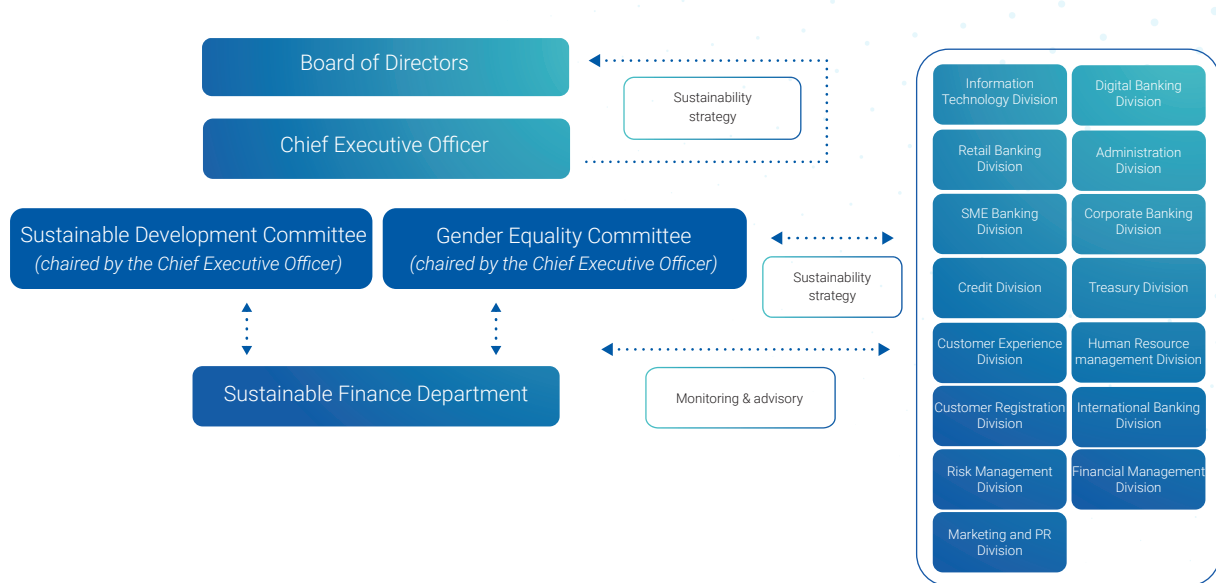 Board of Directors
Sustainability
strategy
Chief Executive Officer
Sustainable Development Committee
(chaired by the Chief Executive Officer)
Gender Equality Committee
(chaired by the Chief Executive Officer)
Sustainability
strategy
Sustainable Finance Department
Monitoring & advisory
Information
Technology Division
Digital Banking
Division
Retail Banking
Division
Administration
Division
SME Banking
Division
Corporate Banking
Division
Credit Division
Treasury Division
Customer Experience
Division
Human Resource
management Division
Customer Registration
Division
International Banking
Division
Risk Management
Division
Financial Management
Division
Marketing and PR
Division